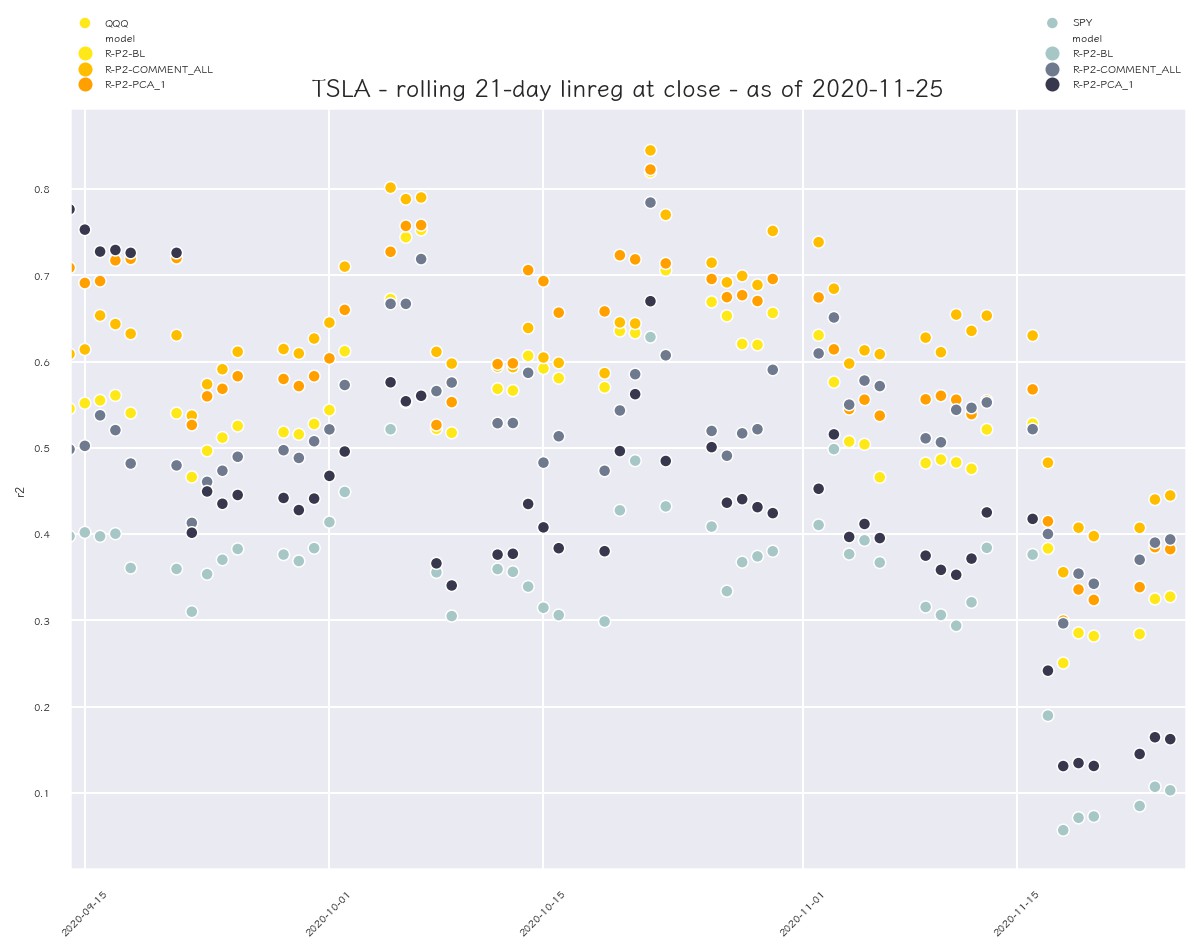 QQQ
model
R-P2-BL
R-P2-COMMENT_ALL
R-P2-PCA_1
SPY
model
R-P2-BL
R-P2-COMMENT_ALL
R-P2-PCA_1
TSLA - rolling 21-day linreg at close - as of 2020-11-25
0.8
0.7
0.6
0.5
r2
0.4
0.3
0.2
0.1
2020-09-15
2020-10-01
2020-10-15
2020-11-01
2020-11-15